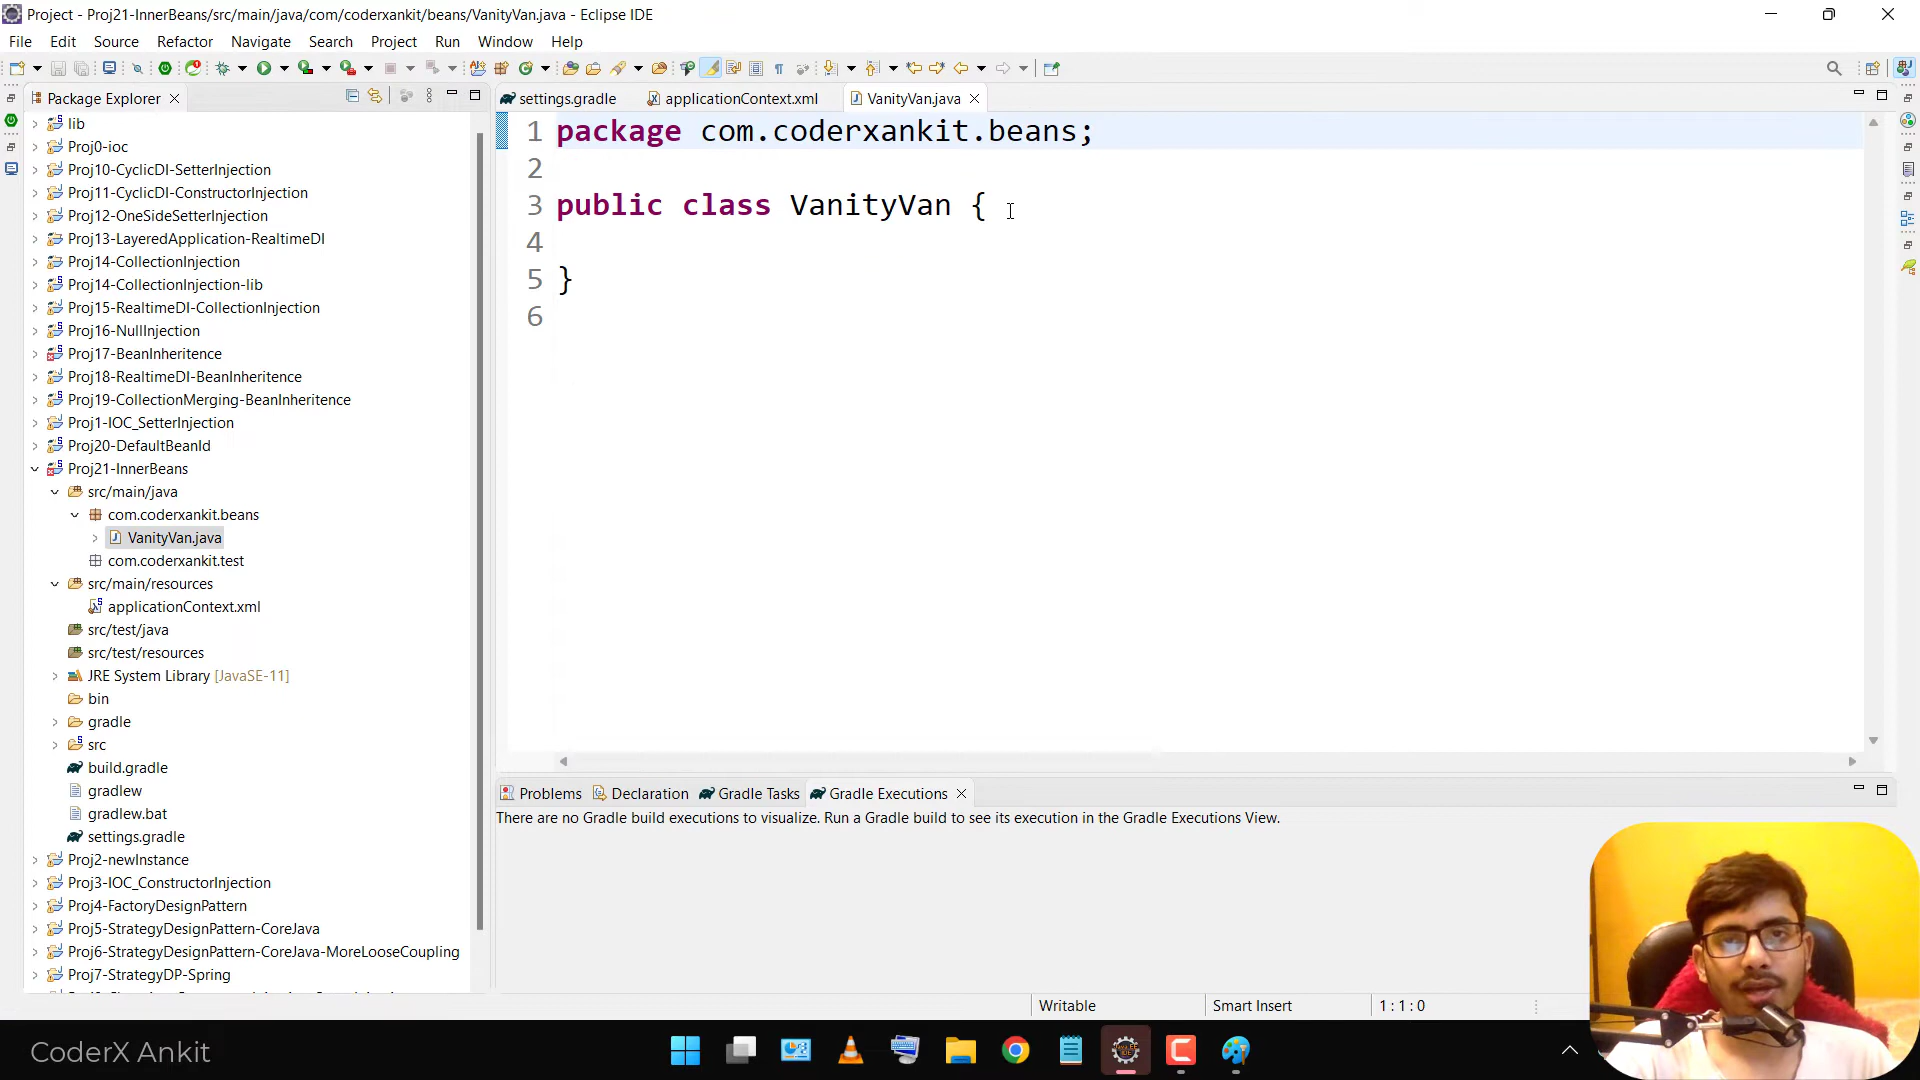 Project - Proj21-InnerBeans/src/main/java/com/coderxankit/beans/VanityVan.java - Eclipse IDE
File Edit Source Refactor Navigate Search Project Run Window Help
Package Explorer
settings.gradle applicationContext.xml VanityVan.java
lib
Proj0-ioc
Proj10-CyclicDI-SetterInjection
Proj11-CyclicDI-ConstructorInjection
Proj12-OneSideSetterInjection
Proj13-LayeredApplication-RealtimeDI
Proj14-CollectionInjection
Proj14-CollectionInjection-lib
Proj15-RealtimeDI-CollectionInjection
Proj16-NullInjection
Proj17-BeanInheritence
Proj18-RealtimeDI-BeanInheritence
Proj19-CollectionMerging-BeanInheritence
Proj1-IOC_SetterInjection
Proj20-DefaultBeanId
Proj21-InnerBeans
src/main/java
com.coderxankit.beans
VanityVan.java
com.coderxankit.test
src/main/resources
applicationContext.xml
src/test/java
src/test/resources
JRE System Library [JavaSE-11]
bin
gradle
src
build.gradle
gradlew
gradlew.bat
settings.gradle
Proj2-newInstance
Proj3-IOC_ConstructorInjection
Proj4-FactoryDesignPattern
Proj5-StrategyDesignPattern-CoreJava
Proj6-StrategyDesignPattern-CoreJava-MoreLooseCoupling
Proj7-StrategyDP-Spring
1 package com.coderxankit.beans;
2
3 public class VanityVan {
4
5 }
6
Problems Declaration Gradle Tasks Gradle Executions
There are no Gradle build executions to visualize. Run a Gradle build to see its execution in the Gradle Executions View.
Writable Smart Insert 1 : 1 : 0
CoderX Ankit